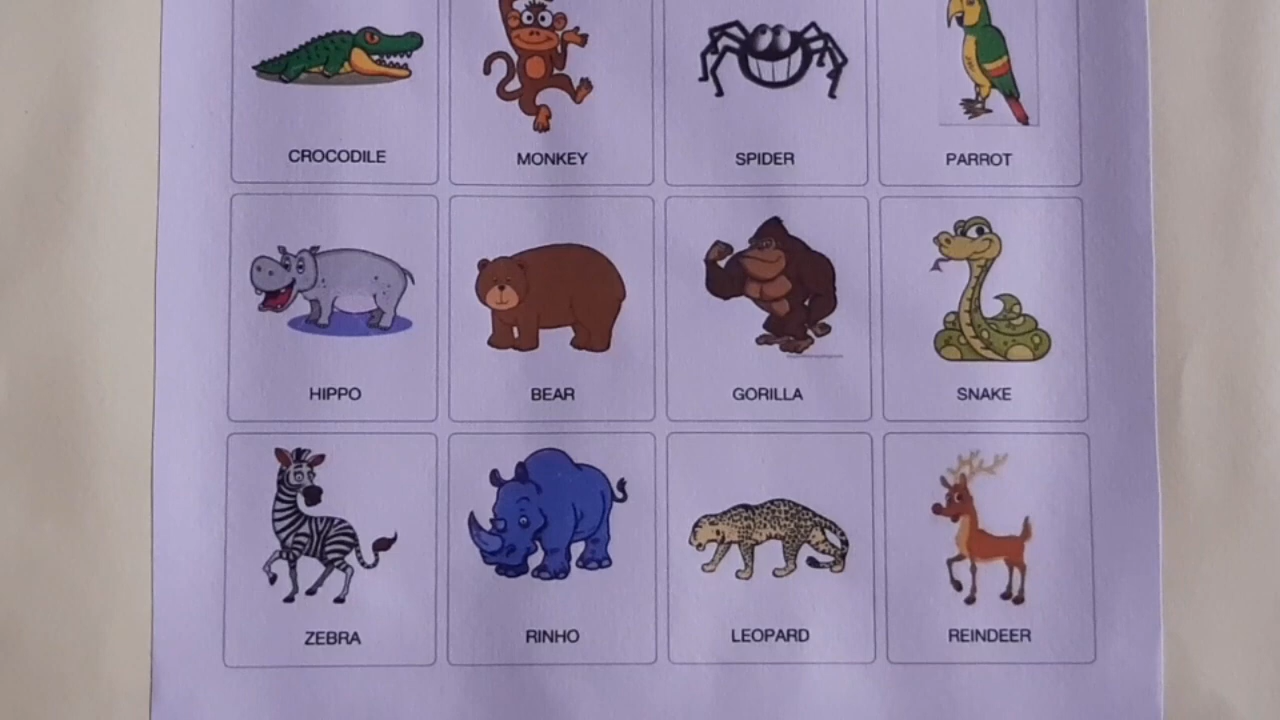 CROCODILE
MONKEY
SPIDER
PARROT
HIPPO
BEAR
GORILLA
SNAKE
ZEBRA
RINHO
LEOPARD
REINDEER